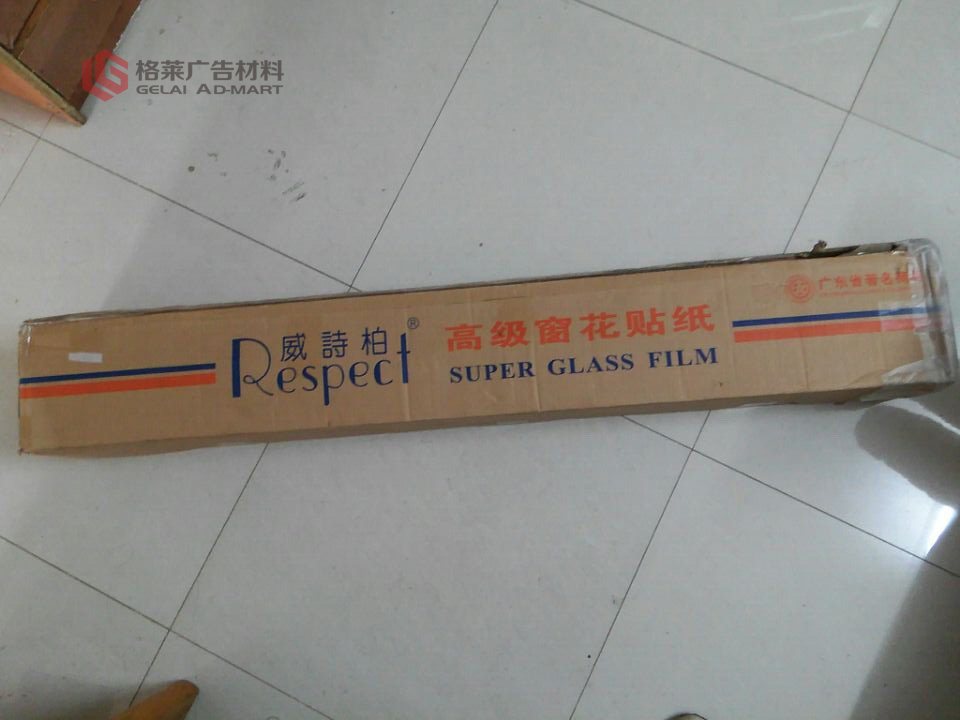 格莱广告材料
GELAI AD-MART
威詩柏
Respect®
高级窗花贴纸
SUPER GLASS FILM
广东省著名商